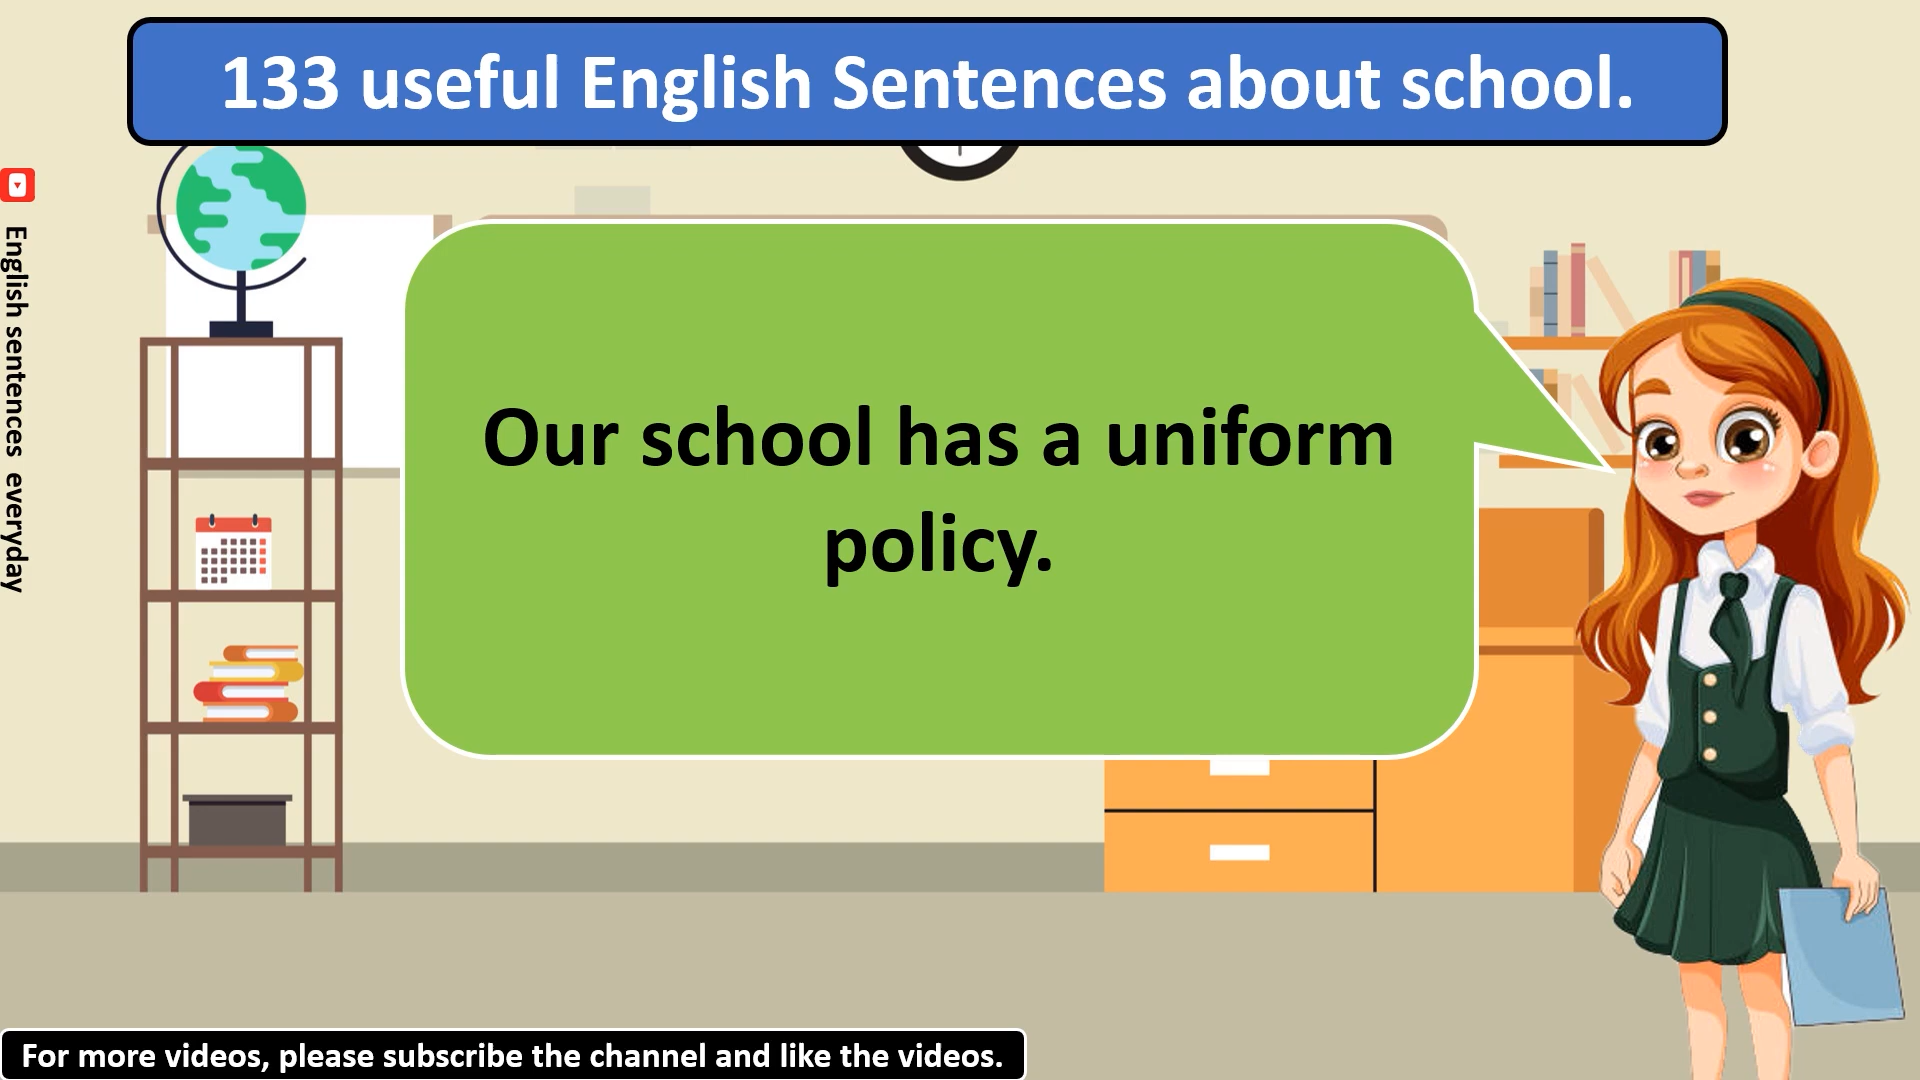 133 useful English Sentences about school.
English sentences everyday
Our school has a uniform
policy.
For more videos, please subscribe the channel and like the videos.